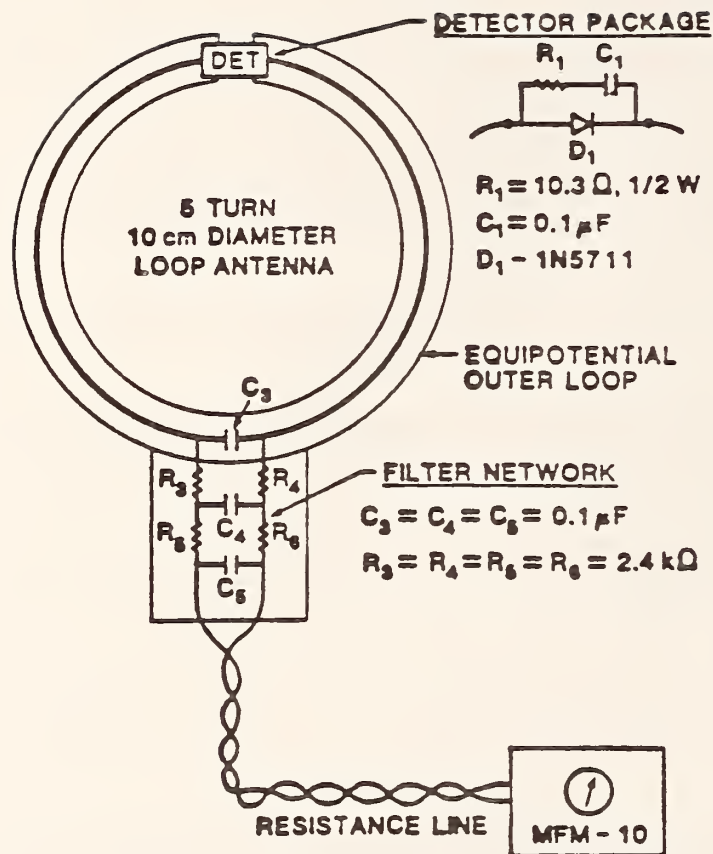 DETECTOR PACKAGE
R₁ C₁
DET
D₁
R₁ = 10.3 Ω, 1/2 W
C₁ = 0.1 μF
D₁ - 1N5711
5 TURN
10 cm DIAMETER
LOOP ANTENNA
EQUIPOTENTIAL
OUTER LOOP
C₃
R₃ R₄
FILTER NETWORK
C₄
R₅ R₆
C₃ = C₄ = C₅ = 0.1 μF
R₃ = R₄ = R₅ = R₆ = 2.4 kΩ
C₅
RESISTANCE LINE
MFM - 10